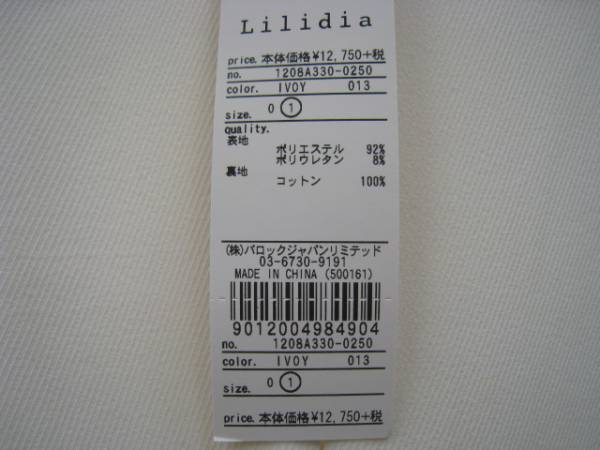 Lilidia
price. 本体価格¥12,750+税
no. 1208A330-0250
color. IVOY 013
size. 0 1
quality.
表地
ポリエステル 92%
ポリウレタン 8%
裏地
コットン 100%
(株)バロックジャパンリミテッド
03-6730-9191
MADE IN CHINA (500161)
9012004984904
no. 1208A330-0250
color. IVOY 013
size. 0 1
price. 本体価格¥12,750+税